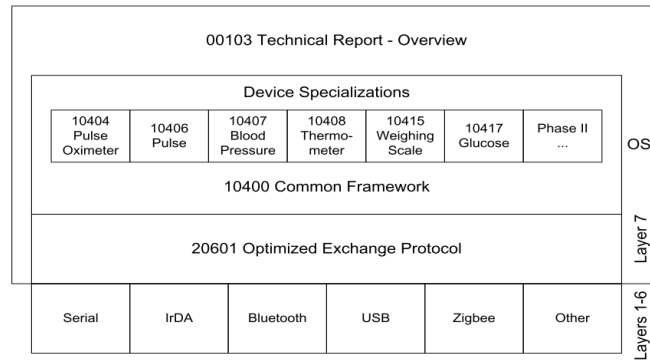 00103 Technical Report - Overview
Device Specializations
10404
Pulse
Oximeter
10406
Pulse
10407
Blood
Pressure
10408
Thermo-
meter
10415
Weighing
Scale
10417
Glucose
Phase II
...
OS
10400 Common Framework
20601 Optimized Exchange Protocol
Layer 7
Serial
IrDA
Bluetooth
USB
Zigbee
Other
Layers 1-6